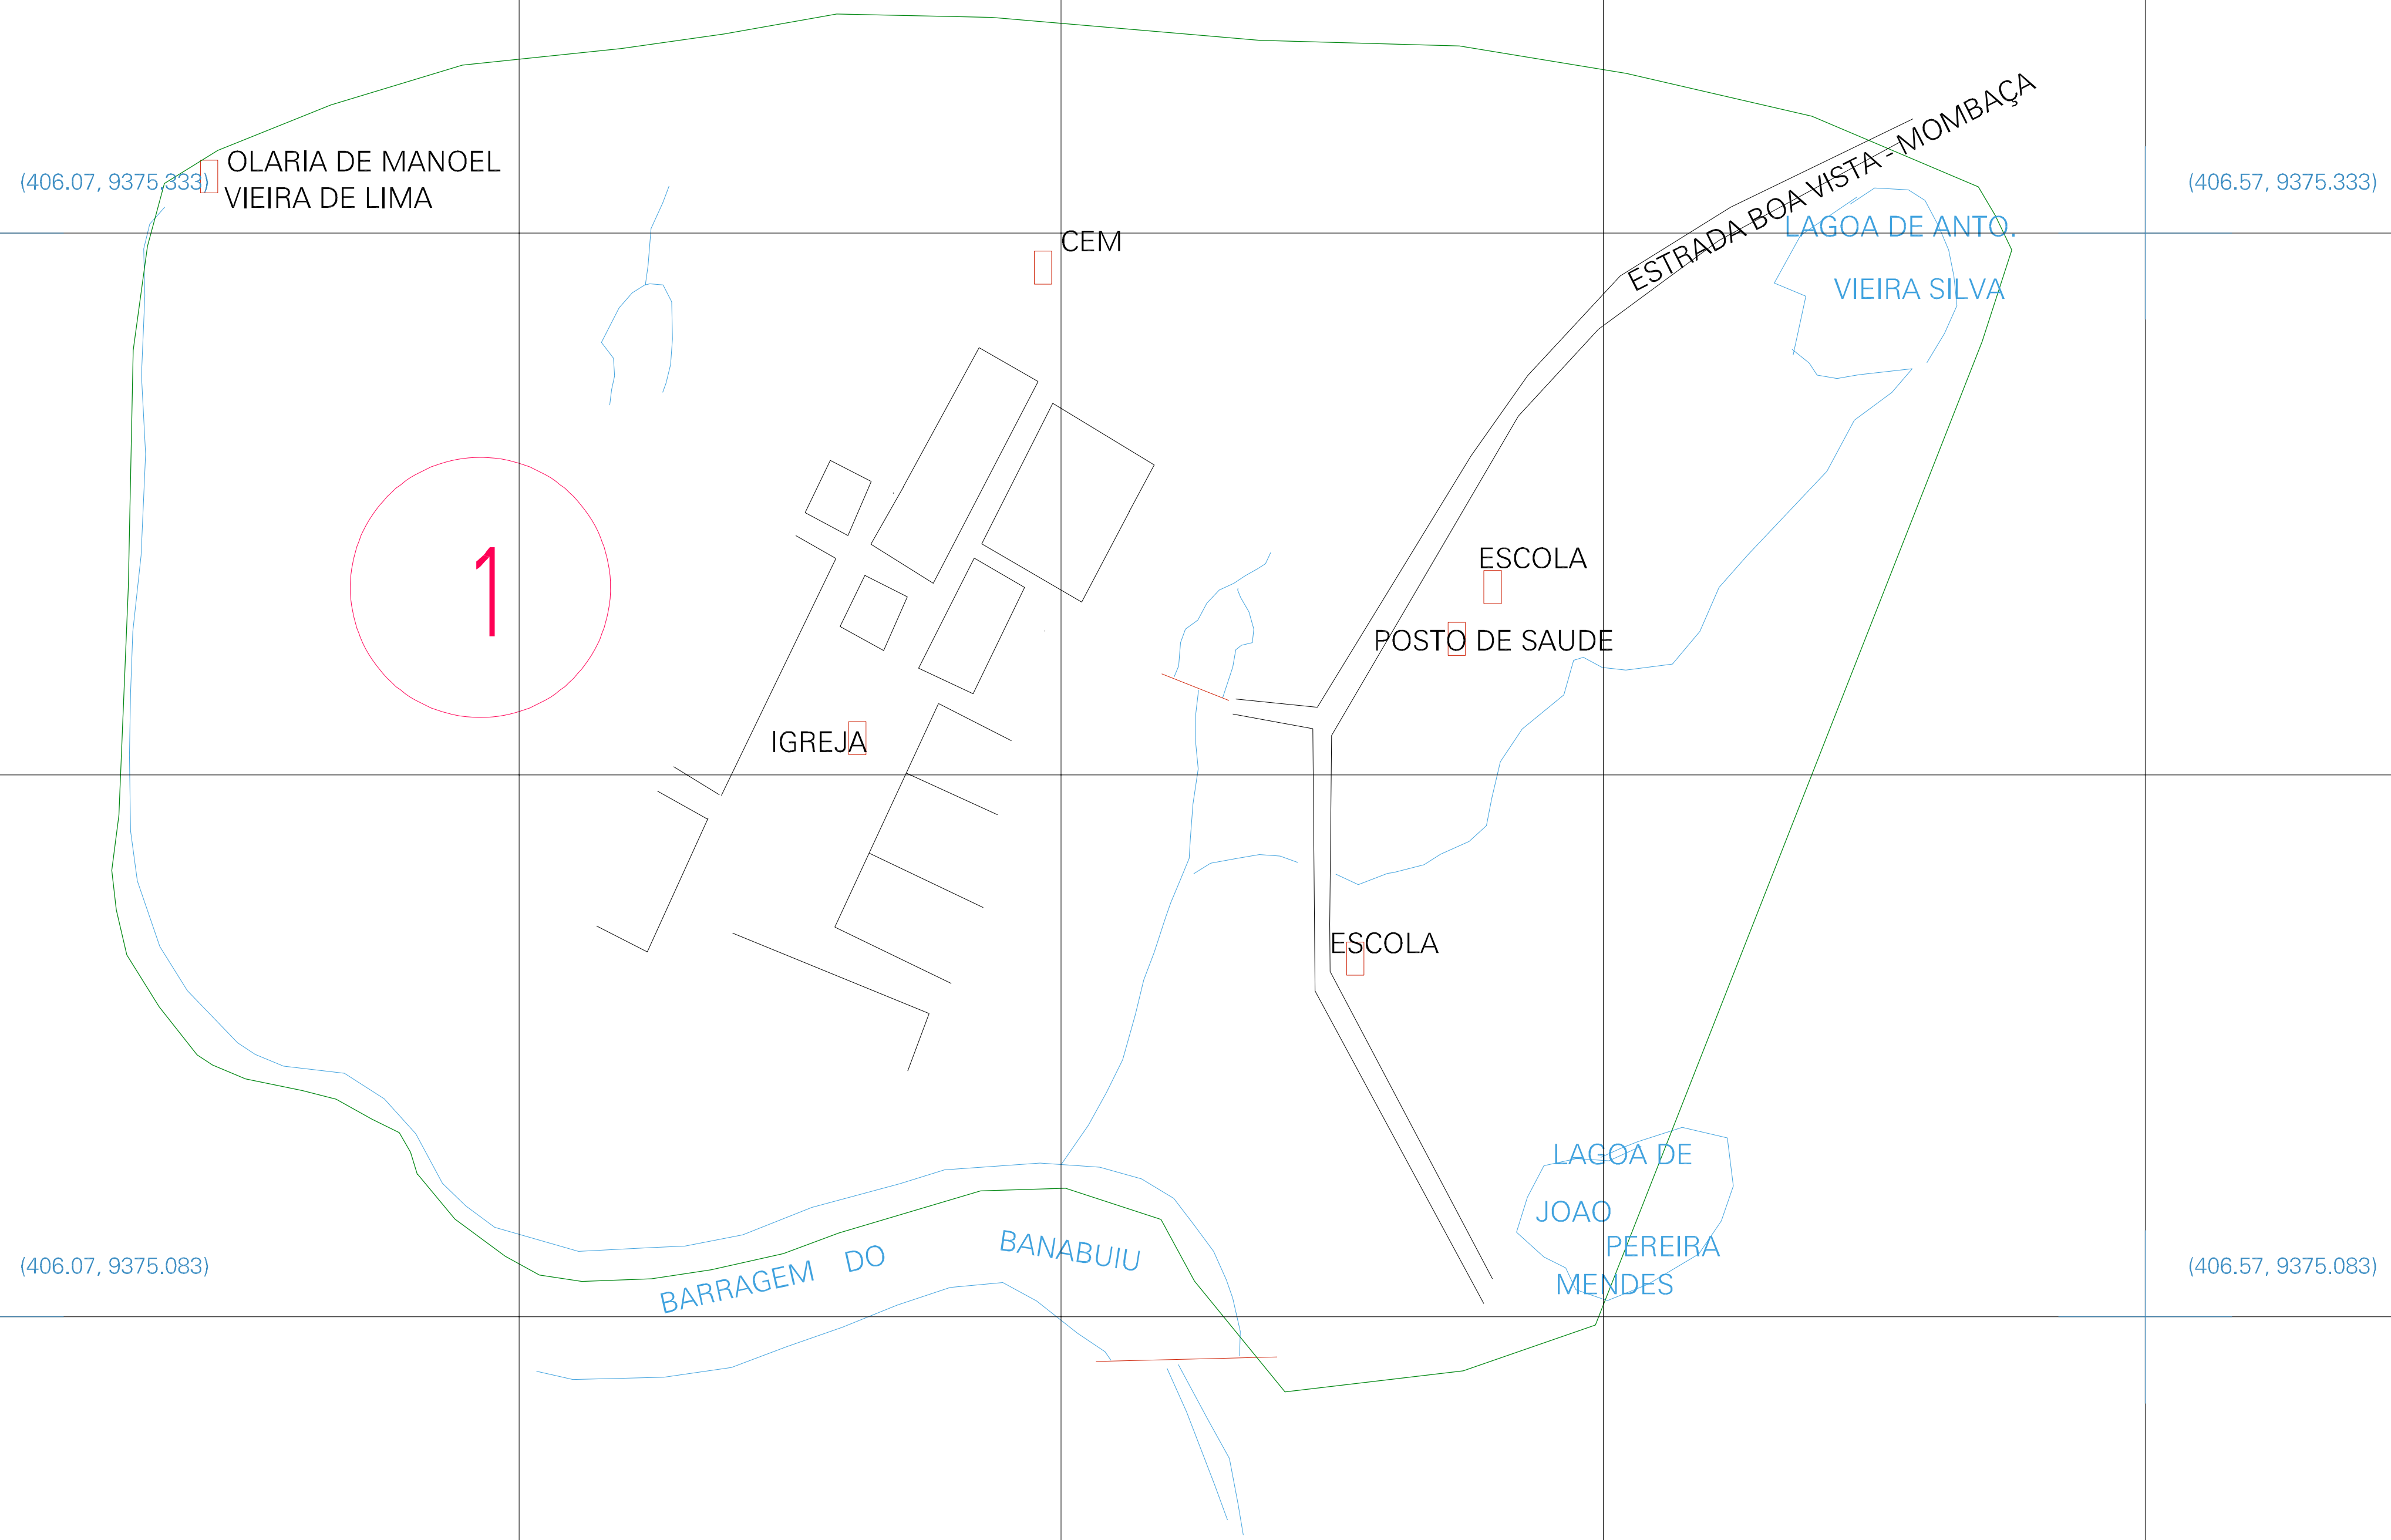 ESTRADA BOA VISTA - MOMBAÇA
OLARIA DE MANOEL
VIEIRA DE LIMA
(406.07, 9375.333)
(406.57, 9375.333)
LAGOA DE ANTO.
VIEIRA SILVA
CEM
1
ESCOLA
POSTO DE SAUDE
IGREJA
ESCOLA
LAGOA DE
JOAO
PEREIRA
MENDES
BARRAGEM DO BANABUIU
(406.07, 9375.083)
(406.57, 9375.083)